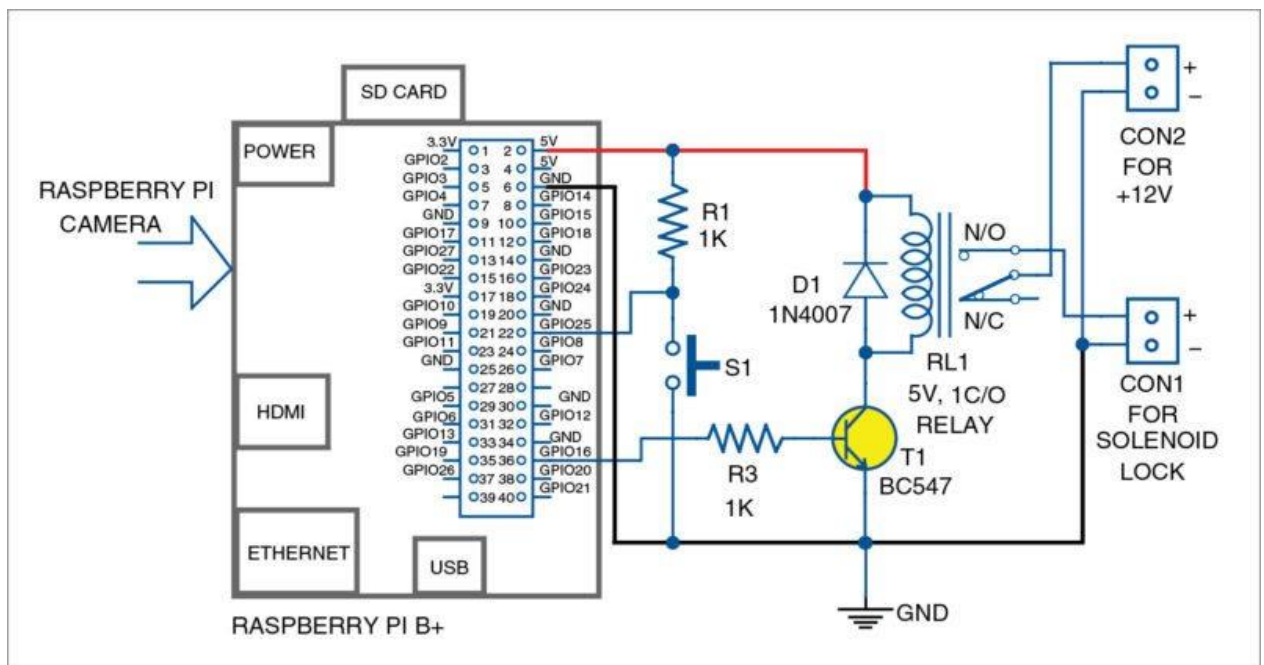 SD CARD
POWER
RASPBERRY PI
CAMERA
HDMI
ETHERNET
USB
RASPBERRY PI B+
3.3V 1 2 5V
GPIO2 3 4 5V
GPIO3 5 6 GND
GPIO4 7 8 GPIO14
GND 9 10 GPIO15
GPIO17 11 12 GPIO18
GPIO27 13 14 GND
GPIO22 15 16 GPIO23
3.3V 17 18 GPIO24
GPIO10 19 20 GND
GPIO9 21 22 GPIO25
GPIO11 23 24 GPIO8
GND 25 26 GPIO7
27 28
GPIO5 29 30 GND
GPIO6 31 32 GPIO12
GPIO13 33 34 GND
GPIO19 35 36 GPIO16
GPIO26 37 38 GPIO20
39 40 GPIO21
R1
1K
S1
R3
1K
D1
1N4007
T1
BC547
RL1
5V, 1C/O
RELAY
N/O
N/C
GND
+
−
CON2
FOR
+12V
+
−
CON1
FOR
SOLENOID
LOCK